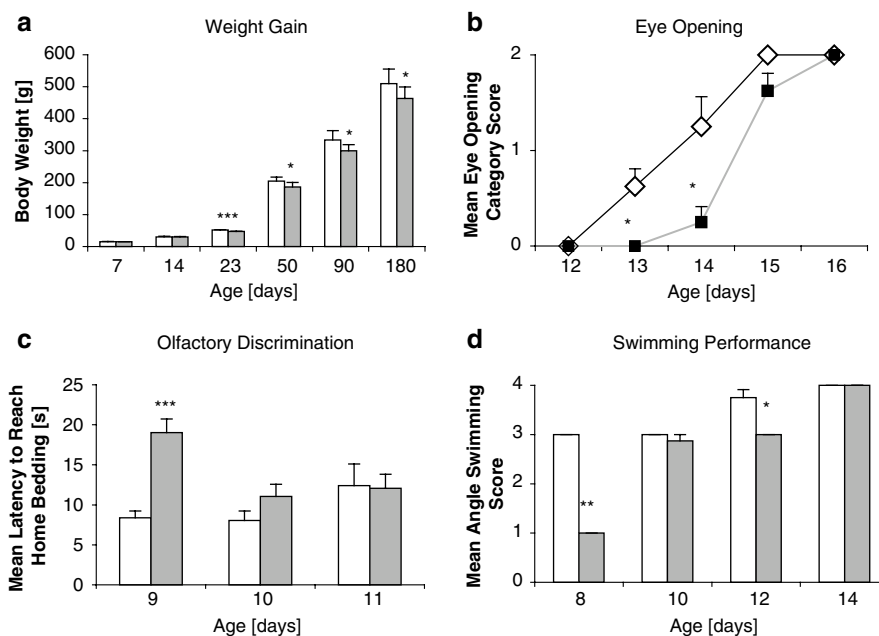 a
Weight Gain
Body Weight [g]
600
500
400
300
200
100
0
***
*
*
*
7 14 23 50 90 180
Age [days]
b
Eye Opening
Mean Eye Opening
Category Score
2
1
0
*
*
12 13 14 15 16
Age [days]
c
Olfactory Discrimination
Mean Latency to Reach
Home Bedding [s]
25
20
15
10
5
0
***
9 10 11
Age [days]
d
Swimming Performance
Mean Angle Swimming
Score
4
3
2
1
0
**
*
8 10 12 14
Age [days]